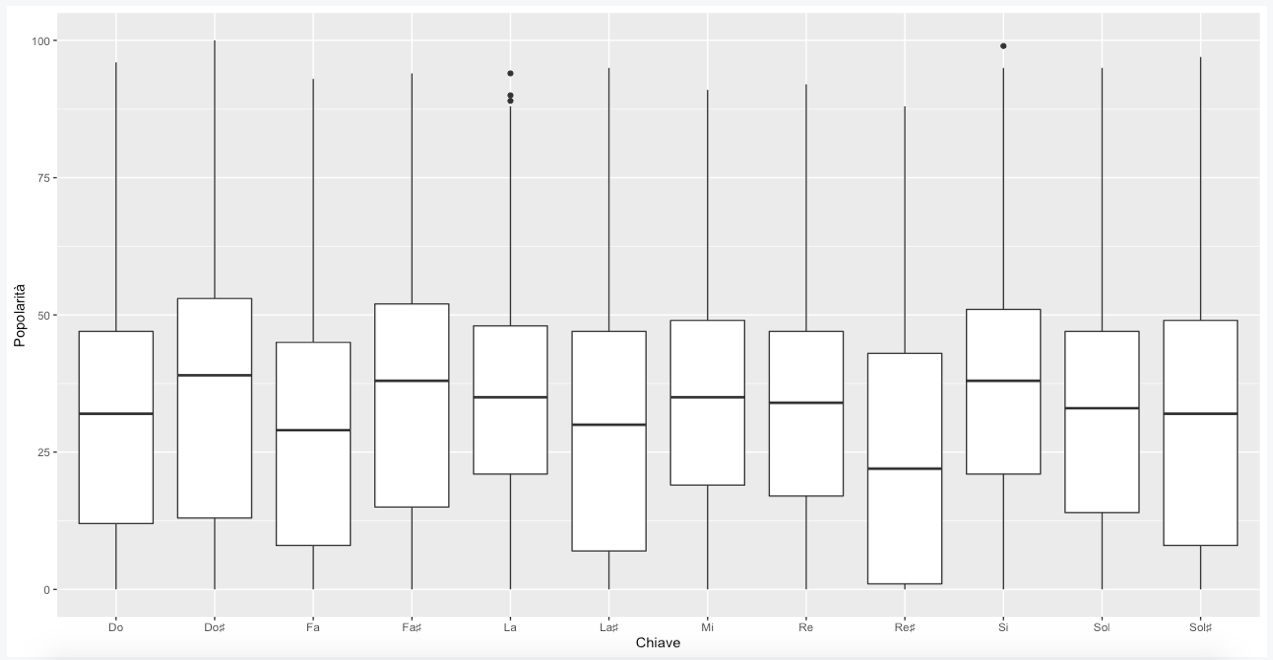 Popolarità
100
75
50
25
0
Do Do♯ Fa Fa♯ La La♯ Mi Re Re♯ Si Sol Sol♯
Chiave